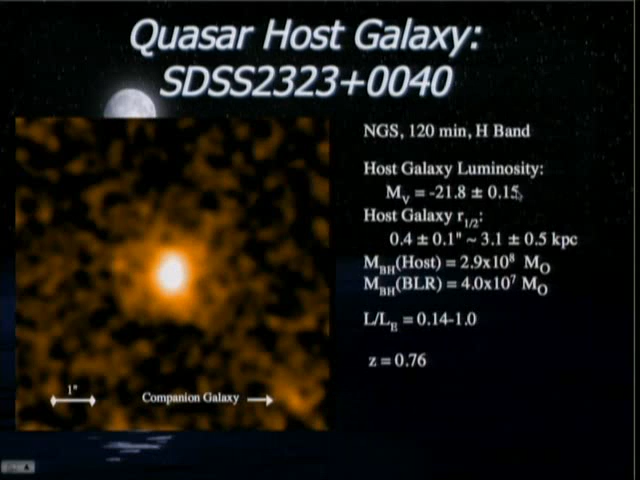 Quasar Host Galaxy:
SDSS2323+0040
NGS, 120 min, H Band
Host Galaxy Luminosity:
M_V = -21.8 ± 0.15
Host Galaxy r_1/2:
0.4 ± 0.1" ~ 3.1 ± 0.5 kpc
M_BH(Host) = 2.9x10^8 M_O
M_BH(BLR) = 4.0x10^7 M_O
L/L_E = 0.14-1.0
z = 0.76
1"
Companion Galaxy